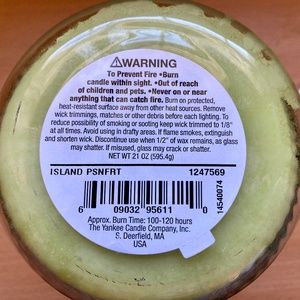 ⚠WARNING
To Prevent Fire •Burn
candle within sight. •Out of reach
of children and pets. •Never on or near
anything that can catch fire. Burn on protected,
heat-resistant surface away from other heat sources. Remove
wick trimmings, matches or other debris before each lighting. To
reduce possibility of smoking or sooting keep wick trimmed to 1/8"
at all times. Avoid using in drafty areas. If flame smokes, extinguish
and shorten wick. Discontinue use when 1/2" of wax remains, as glass
may shatter. If misused, glass may crack or shatter.
NET WT 21 OZ (595.4g)
ISLAND PSNFRT 1247569
6 09032 95611 0
14540074
Approx. Burn Time: 100-120 hours
The Yankee Candle Company, Inc.
S. Deerfield, MA
USA